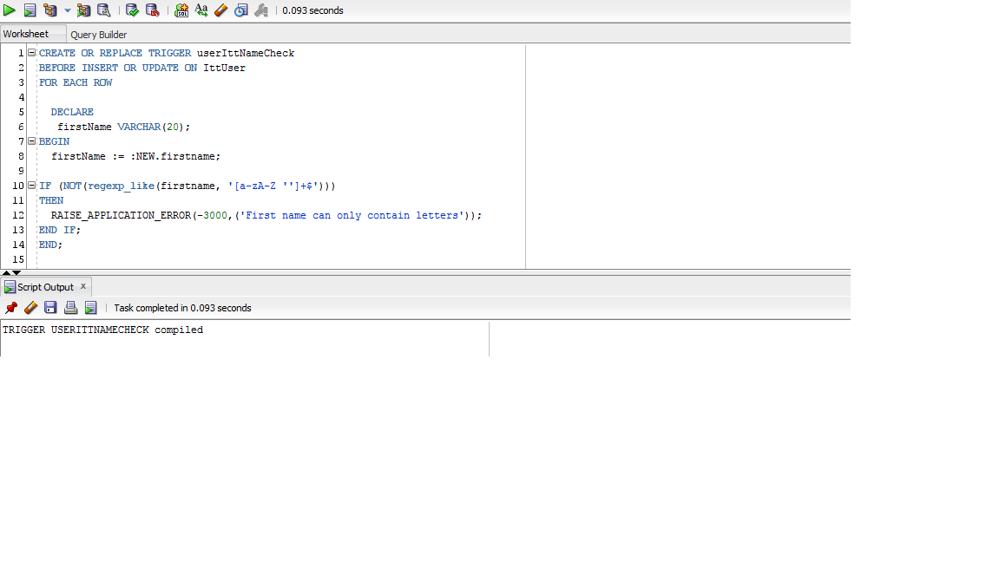 0.093 seconds
Worksheet Query Builder
1 CREATE OR REPLACE TRIGGER userIttNameCheck
2 BEFORE INSERT OR UPDATE ON IttUser
3 FOR EACH ROW
4
5 DECLARE
6 firstName VARCHAR(20);
7 BEGIN
8 firstName := :NEW.firstname;
9
10 IF (NOT(regexp_like(firstname, '[a-zA-Z '']+$')))
11 THEN
12 RAISE_APPLICATION_ERROR(-3000,('First name can only contain letters'));
13 END IF;
14 END;
15
Script Output x
Task completed in 0.093 seconds
TRIGGER USERITTNAMECHECK compiled